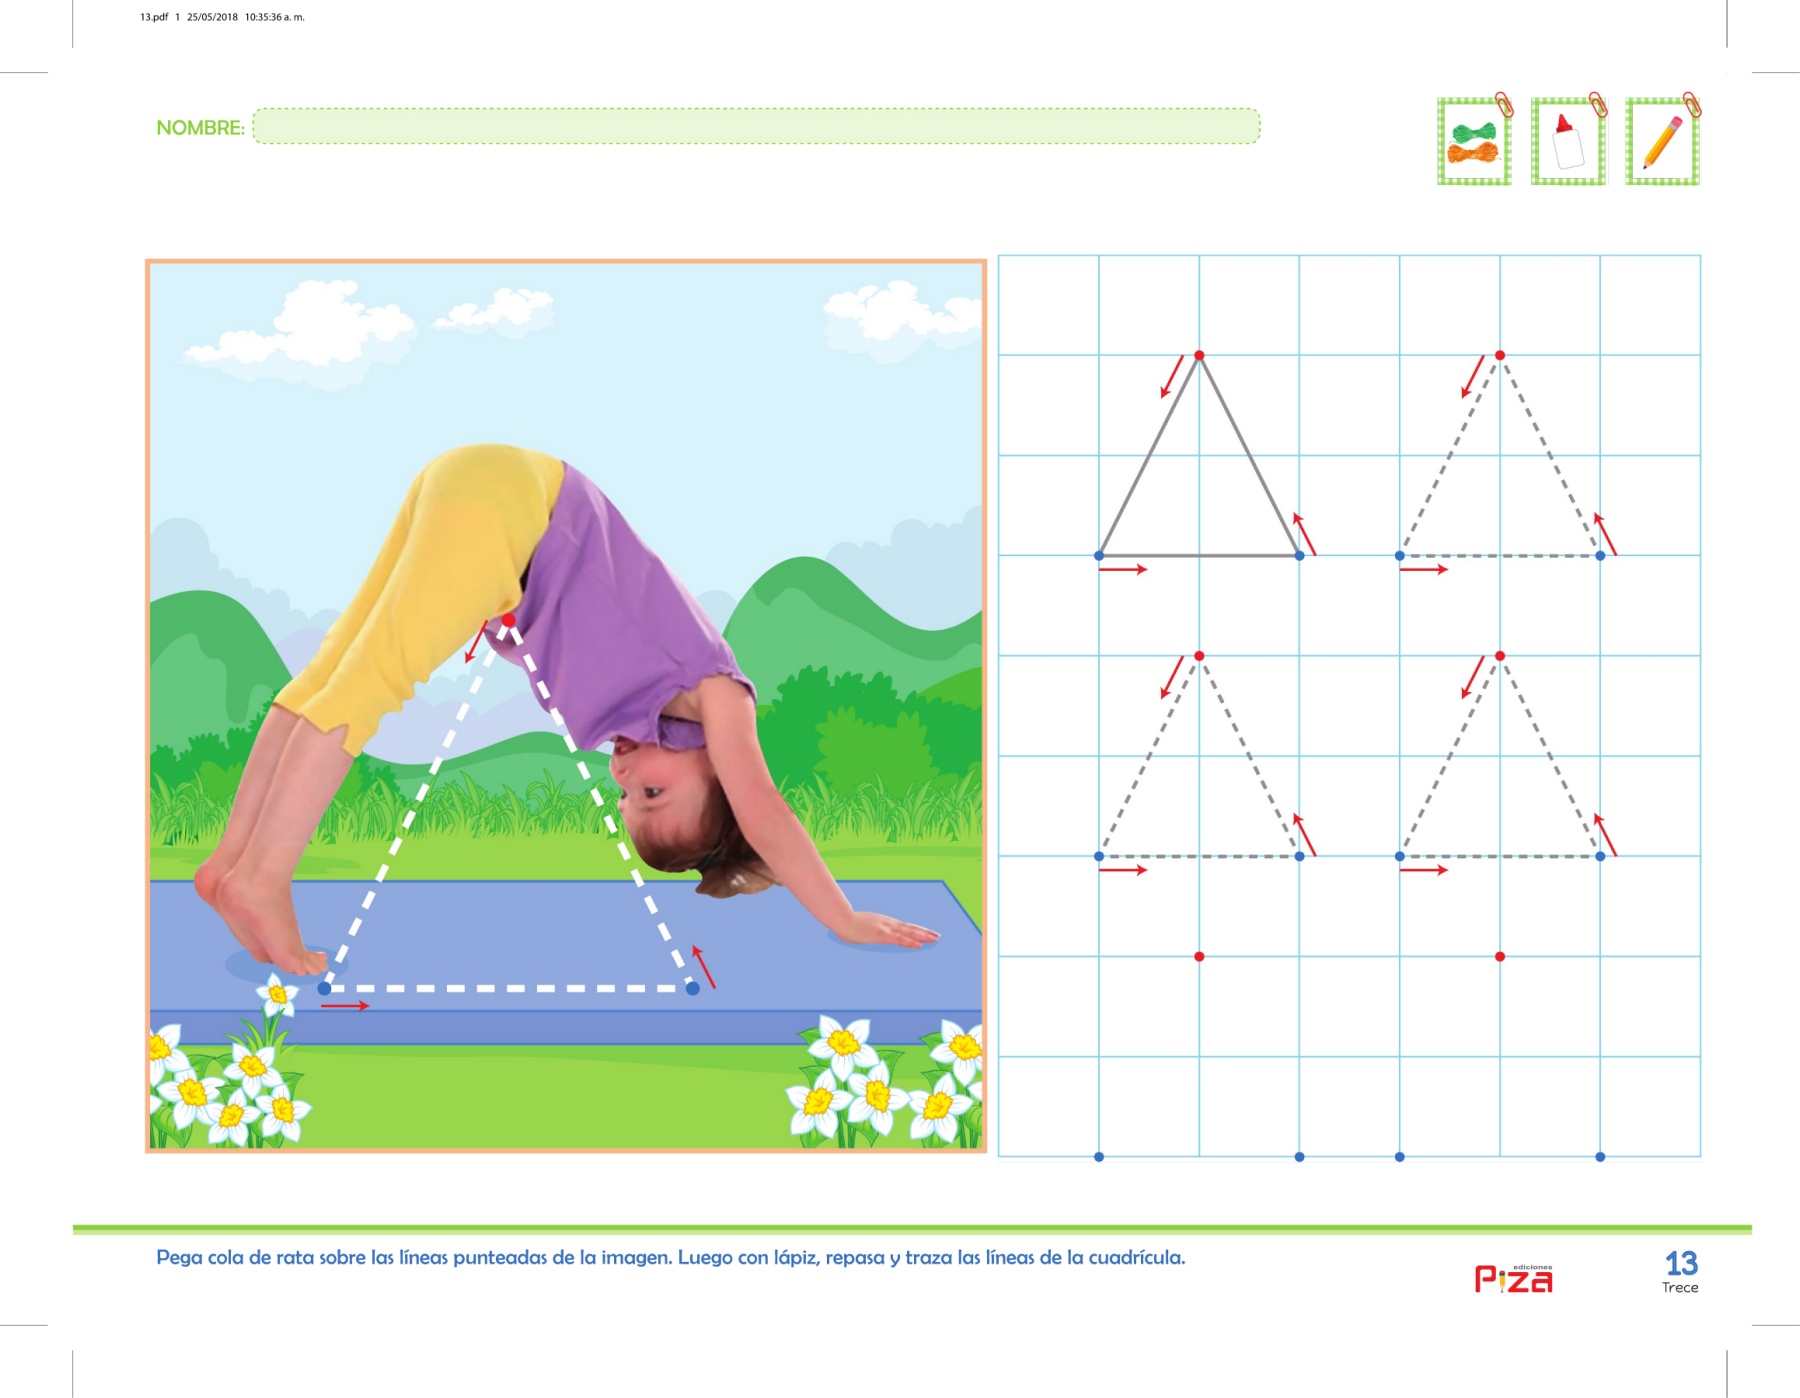 13.pdf 1 25/05/2018 10:35:36 a. m.
NOMBRE:
Pega cola de rata sobre las líneas punteadas de la imagen. Luego con lápiz, repasa y traza las líneas de la cuadrícula.
ediciones
Piza
13
Trece